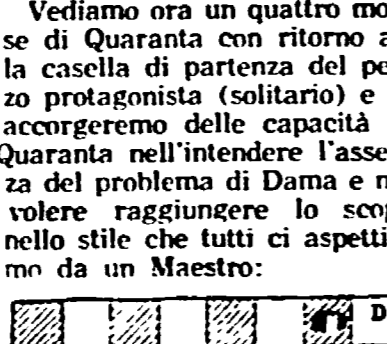 Vediamo ora un quattro mo
se di Quaranta con ritorno a
la casella di partenza del pe
zo protagonista (solitario) e
accorgeremo delle capacità
Quaranta nell'intendere l'asse
za del problema di Dama e n
volere raggiungere lo sco
nello stile che tutti ci aspetti
mo da un Maestro:
D